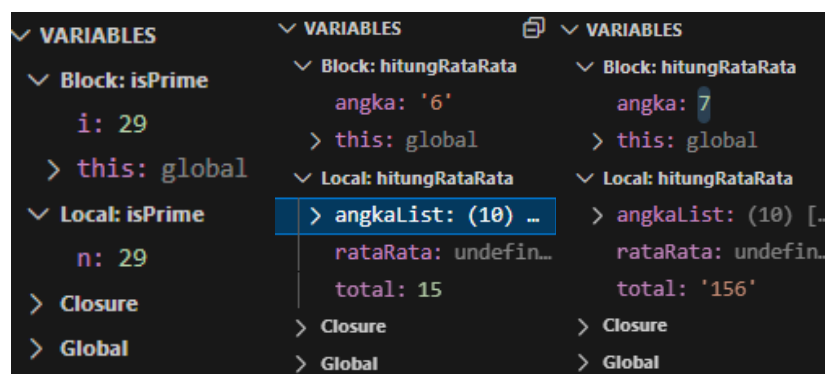 VARIABLES
Block: isPrime
i: 29
this: global
Local: isPrime
n: 29
Closure
Global
VARIABLES
Block: hitungRataRata
angka: '6'
this: global
Local: hitungRataRata
angkaList: (10) …
rataRata: undefin…
total: 15
Closure
Global
VARIABLES
Block: hitungRataRata
angka: 7
this: global
Local: hitungRataRata
angkaList: (10) [‥
rataRata: undefin‥
total: '156'
Closure
Global